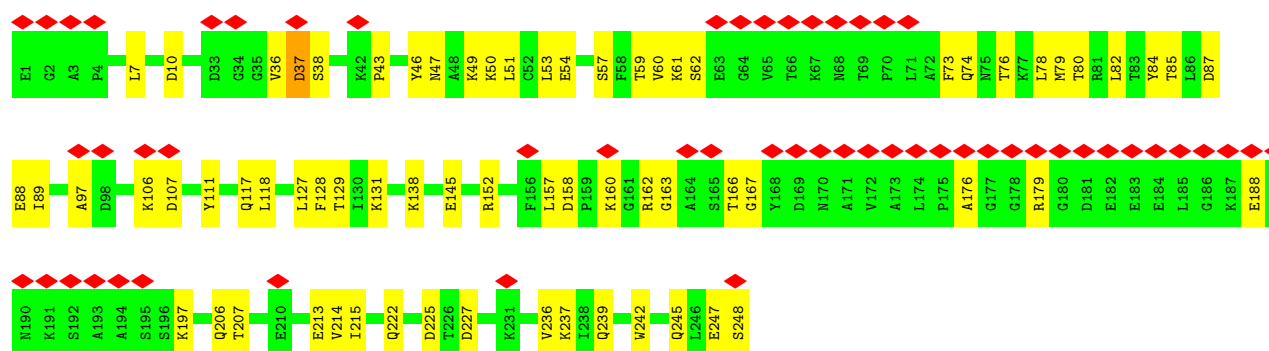 E1 G2 A3 P4 L7 D10 D33 G34 G35 V36 D37 S38 K42 P43 Y46 N47 A48 K49 K50 L51 C52 L53 E54 S57 F58 T59 V60 K61 S62 E63 G64 V65 T66 K67 N68 T69 P70 L71 A72 F73 Q74 N75 T76 K77 L78 M79 T80 R81 L82 T83 Y84 T85 L86 D87
E88 I89 A97 D98 K106 D107 Y111 Q117 L118 L127 F128 T129 I130 K131 K138 E145 R152 F156 L157 D158 P159 K160 G161 R162 G163 A164 S165 T166 G167 Y168 D169 N170 A171 V172 A173 L174 P175 A176 G177 G178 R179 G180 D181 E182 E183 E184 L185 G186 K187 E188
N190 K191 S192 A193 A194 S195 S196 K197 Q206 T207 E210 E213 V214 I215 Q222 D225 T226 D227 K231 V236 K237 I238 Q239 W242 Q245 L246 E247 S248